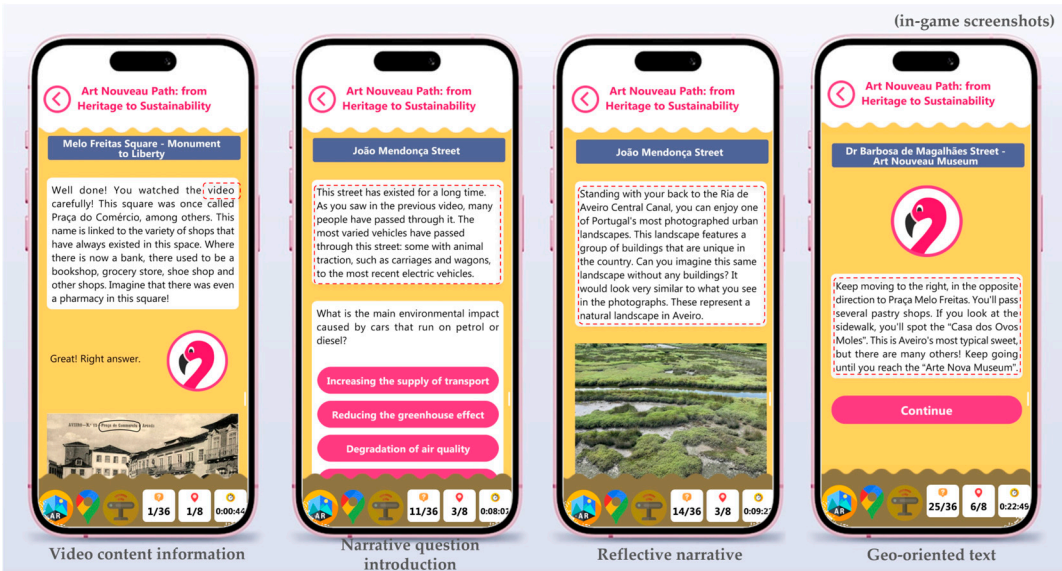 (in-game screenshots)
Art Nouveau Path: from
Heritage to Sustainability
Melo Freitas Square - Monument
to Liberty
Well done! You watched the video
carefully! This square was once called
Praça do Comércio, among others. This
name is linked to the variety of shops that
have always existed in this space. Where
there is now a bank, there used to be a
bookshop, grocery store, shoe shop and
other shops. Imagine that there was even
a pharmacy in this square!
Great! Right answer.
AR
1/36
1/8
0:00:44
Video content information
Art Nouveau Path: from
Heritage to Sustainability
João Mendonça Street
This street has existed for a long time.
As you saw in the previous video, many
people have passed through it. The
most varied vehicles have passed
through this street: some with animal
traction, such as carriages and wagons,
to the most recent electric vehicles.
What is the main environmental impact
caused by cars that run on petrol or
diesel?
Increasing the supply of transport
Reducing the greenhouse effect
Degradation of air quality
AR
11/36
3/8
0:08:07
Narrative question
introduction
Art Nouveau Path: from
Heritage to Sustainability
João Mendonça Street
Standing with your back to the Ria de
Aveiro Central Canal, you can enjoy one
of Portugal's most photographed urban
landscapes. This landscape features a
group of buildings that are unique in
the country. Can you imagine this same
landscape without any buildings? It
would look very similar to what you see
in the photographs. These represent a
natural landscape in Aveiro.
AR
14/36
3/8
0:09:27
Reflective narrative
Art Nouveau Path: from
Heritage to Sustainability
Dr Barbosa de Magalhães Street -
Art Nouveau Museum
Keep moving to the right, in the opposite
direction to Praça Melo Freitas. You'll pass
several pastry shops. If you look at the
sidewalk, you'll spot the "Casa dos Ovos
Moles". This is Aveiro's most typical sweet,
but there are many others! Keep going
until you reach the "Arte Nova Museum".
Continue
AR
25/36
6/8
0:22:49
Geo-oriented text